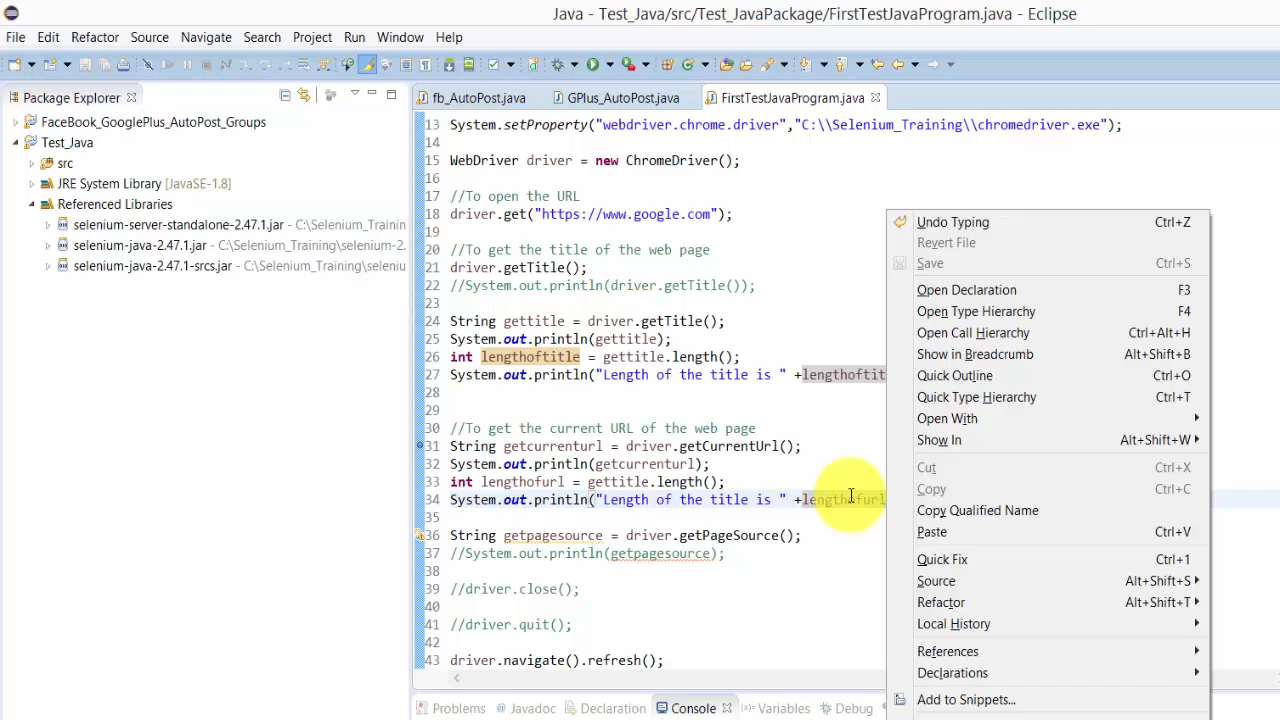 Java - Test_Java/src/Test_JavaPackage/FirstTestJavaProgram.java - Eclipse
File Edit Refactor Source Navigate Search Project Run Window Help
Package Explorer
FaceBook_GooglePlus_AutoPost_Groups
Test_Java
src
JRE System Library [JavaSE-1.8]
Referenced Libraries
selenium-server-standalone-2.47.1.jar - C:\Selenium_Trainin
selenium-java-2.47.1.jar - C:\Selenium_Training\selenium-2.
selenium-java-2.47.1-srcs.jar - C:\Selenium_Training\seleniu
fb_AutoPost.java GPlus_AutoPost.java FirstTestJavaProgram.java
13 System.setProperty("webdriver.chrome.driver","C:\\Selenium_Training\\chromedriver.exe");
14
15 WebDriver driver = new ChromeDriver();
16
17 //To open the URL
18 driver.get("https://www.google.com");
19
20 //To get the title of the web page
21 driver.getTitle();
22 //System.out.println(driver.getTitle());
23
24 String gettitle = driver.getTitle();
25 System.out.println(gettitle);
26 int lengthoftitle = gettitle.length();
27 System.out.println("Length of the title is " +lengthoftit
28
29
30 //To get the current URL of the web page
31 String getcurrenturl = driver.getCurrentUrl();
32 System.out.println(getcurrenturl);
33 int lengthofurl = gettitle.length();
34 System.out.println("Length of the title is " +lengthofurl
35
36 String getpagesource = driver.getPageSource();
37 //System.out.println(getpagesource);
38
39 //driver.close();
40
41 //driver.quit();
42
43 driver.navigate().refresh();
Undo Typing Ctrl+Z
Revert File
Save Ctrl+S
Open Declaration F3
Open Type Hierarchy F4
Open Call Hierarchy Ctrl+Alt+H
Show in Breadcrumb Alt+Shift+B
Quick Outline Ctrl+O
Quick Type Hierarchy Ctrl+T
Open With
Show In Alt+Shift+W
Cut Ctrl+X
Copy Ctrl+C
Copy Qualified Name
Paste Ctrl+V
Quick Fix Ctrl+1
Source Alt+Shift+S
Refactor Alt+Shift+T
Local History
References
Declarations
Add to Snippets...
Problems Javadoc Declaration Console Variables Debug